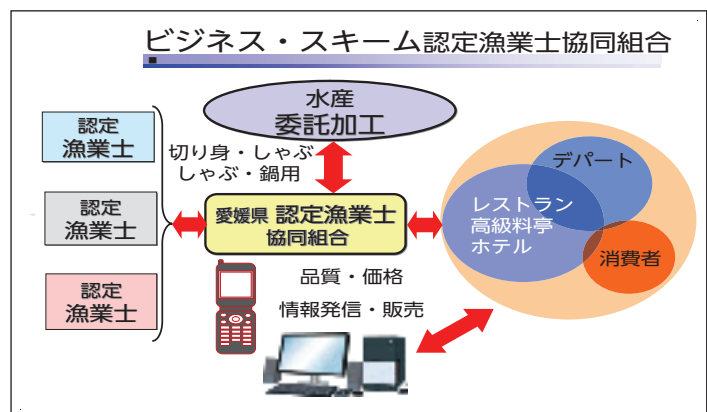 ビジネス・スキーム認定漁業士協同組合
水産
委託加工
認定
漁業士
切り身・しゃぶ
しゃぶ・鍋用
デパート
認定
漁業士
愛媛県 認定漁業士
協同組合
レストラン
高級料亭
ホテル
消費者
認定
漁業士
品質・価格
情報発信・販売